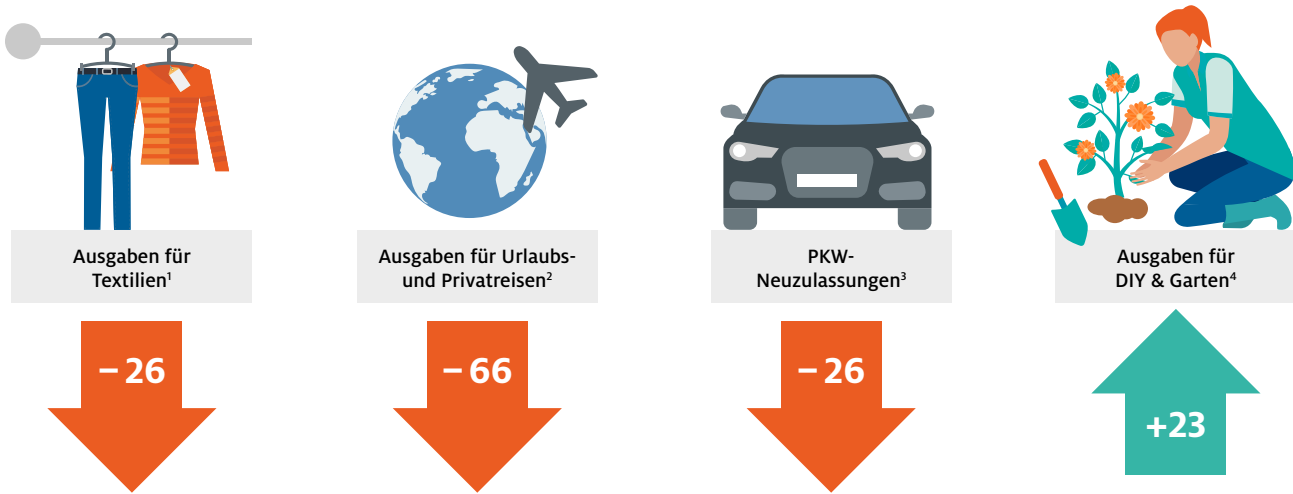 Ausgaben für
Textilien¹
Ausgaben für Urlaubs-
und Privatreisen²
PKW-
Neuzulassungen³
Ausgaben für
DIY & Garten⁴
– 26
– 66
– 26
+23